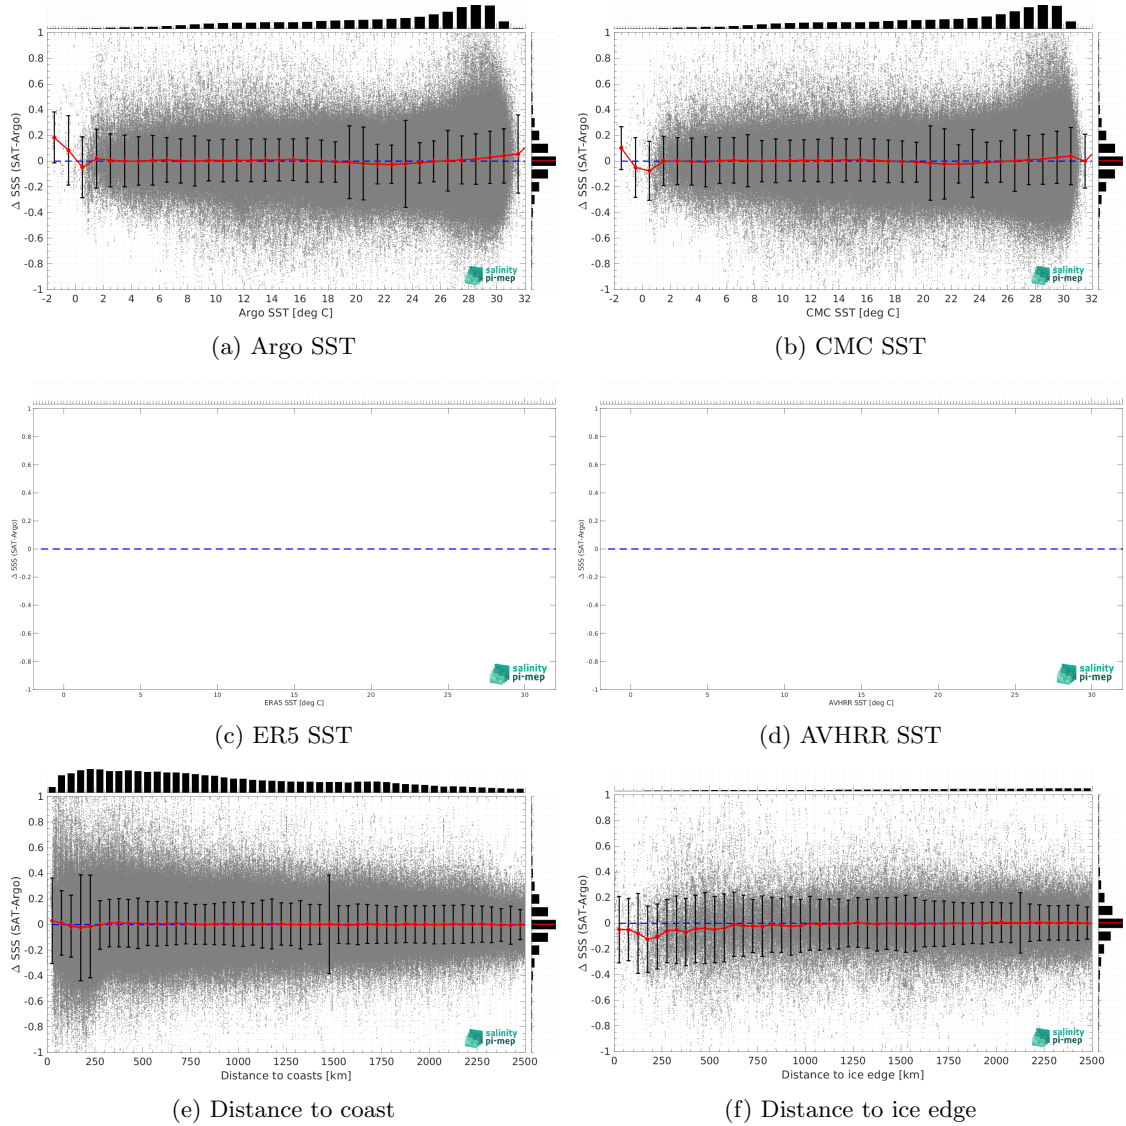 1
0.8
0.6
0.4
0.2
0
-0.2
-0.4
-0.6
-0.8
-1
Δ SSS (SAT-Argo)
-2 0 2 4 6 8 10 12 14 16 18 20 22 24 26 28 30 32
Argo SST [deg C]
salinity
pi-mep
(a) Argo SST
1
0.8
0.6
0.4
0.2
0
-0.2
-0.4
-0.6
-0.8
-1
Δ SSS (SAT-Argo)
-2 0 2 4 6 8 10 12 14 16 18 20 22 24 26 28 30 32
CMC SST [deg C]
salinity
pi-mep
(b) CMC SST
1
0.8
0.6
0.4
0.2
0
-0.2
-0.4
-0.6
-0.8
-1
Δ SSS (SAT-Argo)
0 5 10 15 20 25 30
ERA5 SST [deg C]
salinity
pi-mep
(c) ER5 SST
1
0.8
0.6
0.4
0.2
0
-0.2
-0.4
-0.6
-0.8
-1
Δ SSS (SAT-Argo)
0 5 10 15 20 25 30
AVHRR SST [deg C]
salinity
pi-mep
(d) AVHRR SST
1
0.8
0.6
0.4
0.2
0
-0.2
-0.4
-0.6
-0.8
-1
Δ SSS (SAT-Argo)
0 250 500 750 1000 1250 1500 1750 2000 2250 2500
Distance to coasts [km]
salinity
pi-mep
(e) Distance to coast
1
0.8
0.6
0.4
0.2
0
-0.2
-0.4
-0.6
-0.8
-1
Δ SSS (SAT-Argo)
0 250 500 750 1000 1250 1500 1750 2000 2250 2500
Distance to ice edge [km]
salinity
pi-mep
(f) Distance to ice edge